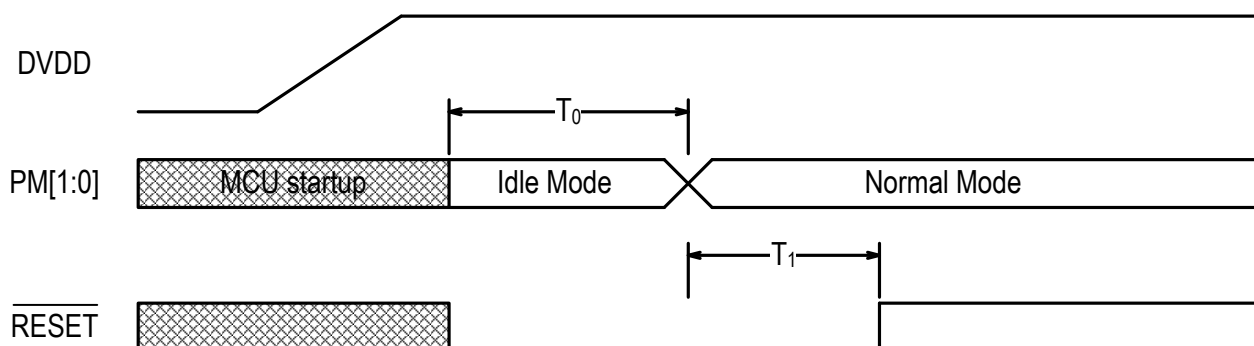 DVDD
T₀
PM[1:0] MCU startup Idle Mode Normal Mode
T₁
RESET